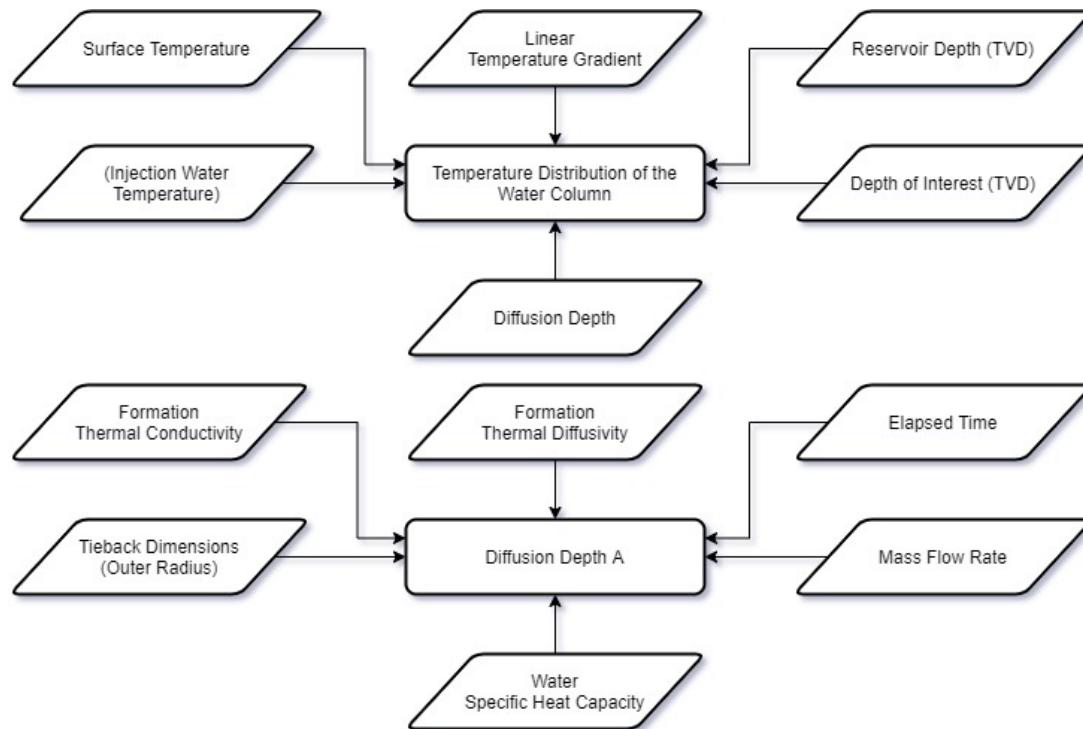 Surface Temperature
Linear
Temperature Gradient
Reservoir Depth (TVD)
(Injection Water
Temperature)
Temperature Distribution of the
Water Column
Depth of Interest (TVD)
Diffusion Depth
Formation
Thermal Conductivity
Formation
Thermal Diffusivity
Elapsed Time
Tieback Dimensions
(Outer Radius)
Diffusion Depth A
Mass Flow Rate
Water
Specific Heat Capacity